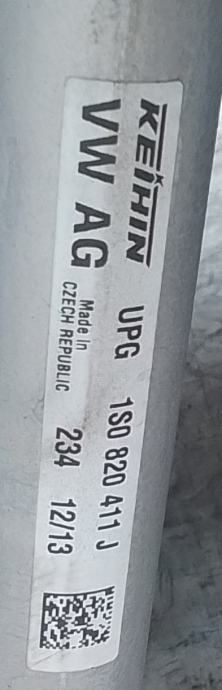 KEIHIN UPG 1S0 820 411 J
VW AG Made in
CZECH REPUBLIC 234 12/13